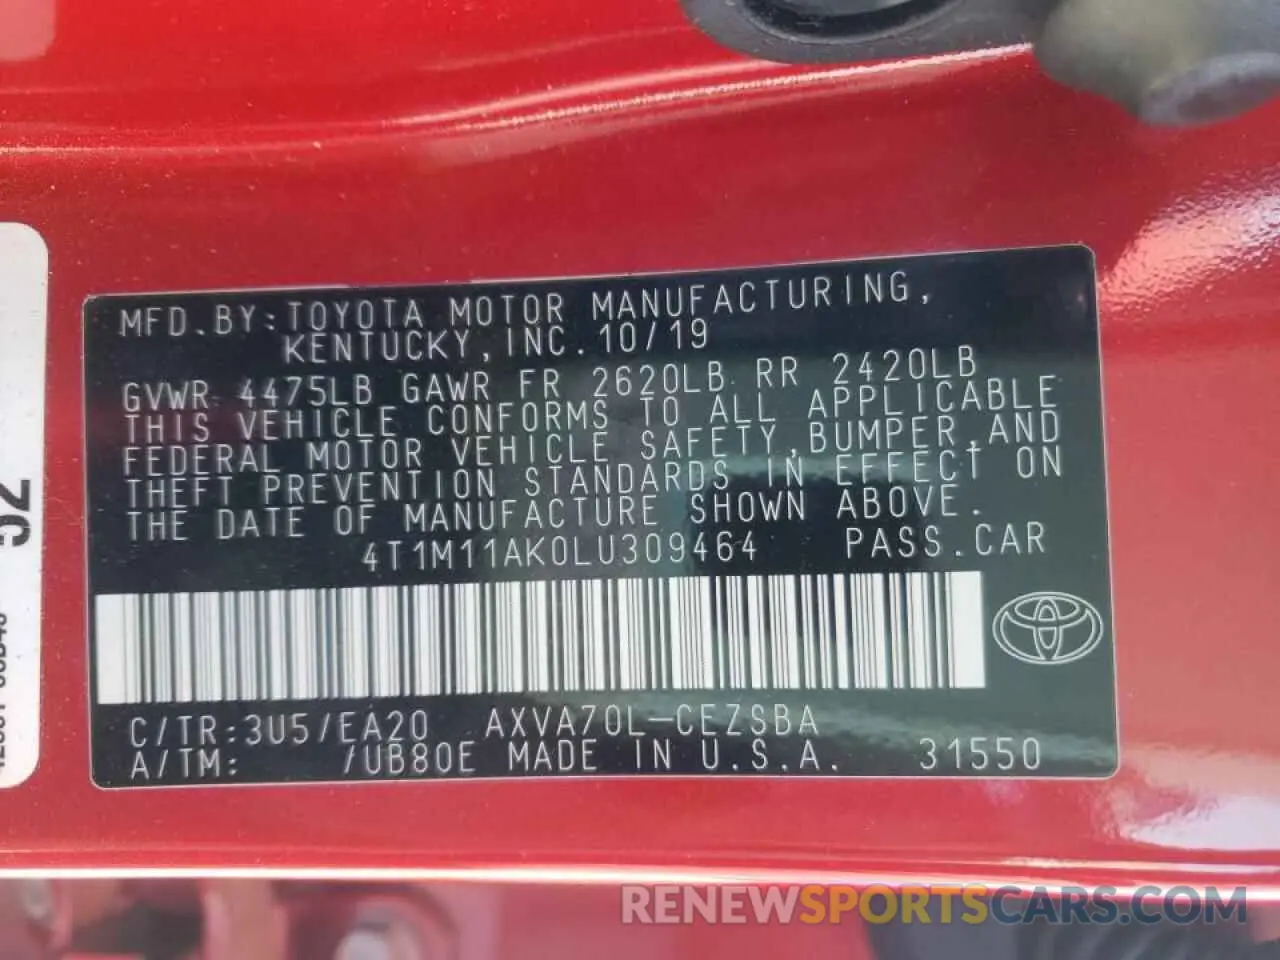 MFD.BY:TOYOTA MOTOR MANUFACTURING,
KENTUCKY,INC.10/19
GVWR 4475LB GAWR FR 2620LB RR 2420LB
THIS VEHICLE CONFORMS TO ALL APPLICABLE
FEDERAL MOTOR VEHICLE SAFETY,BUMPER,AND
THEFT PREVENTION STANDARDS IN EFFECT ON
THE DATE OF MANUFACTURE SHOWN ABOVE.
4T1M11AK0LU309464 PASS.CAR
C/TR:3U5/EA20 AXVA70L-CEZSBA
A/TM: /UB80E MADE IN U.S.A. 31550
52
RENEWSPORTSCARS.COM